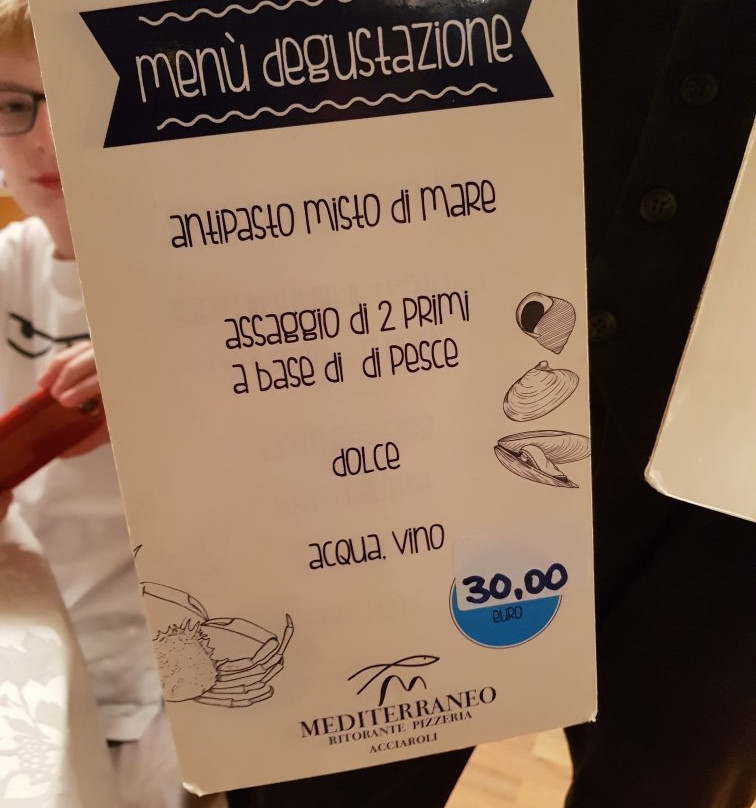 menù degustazione
antipasto misto di mare
assaggio di 2 primi
a base di di pesce
dolce
acqua, vino
30,00
euro
MEDITERRANEO
RITORANTE PIZZERIA
ACCIAROLI